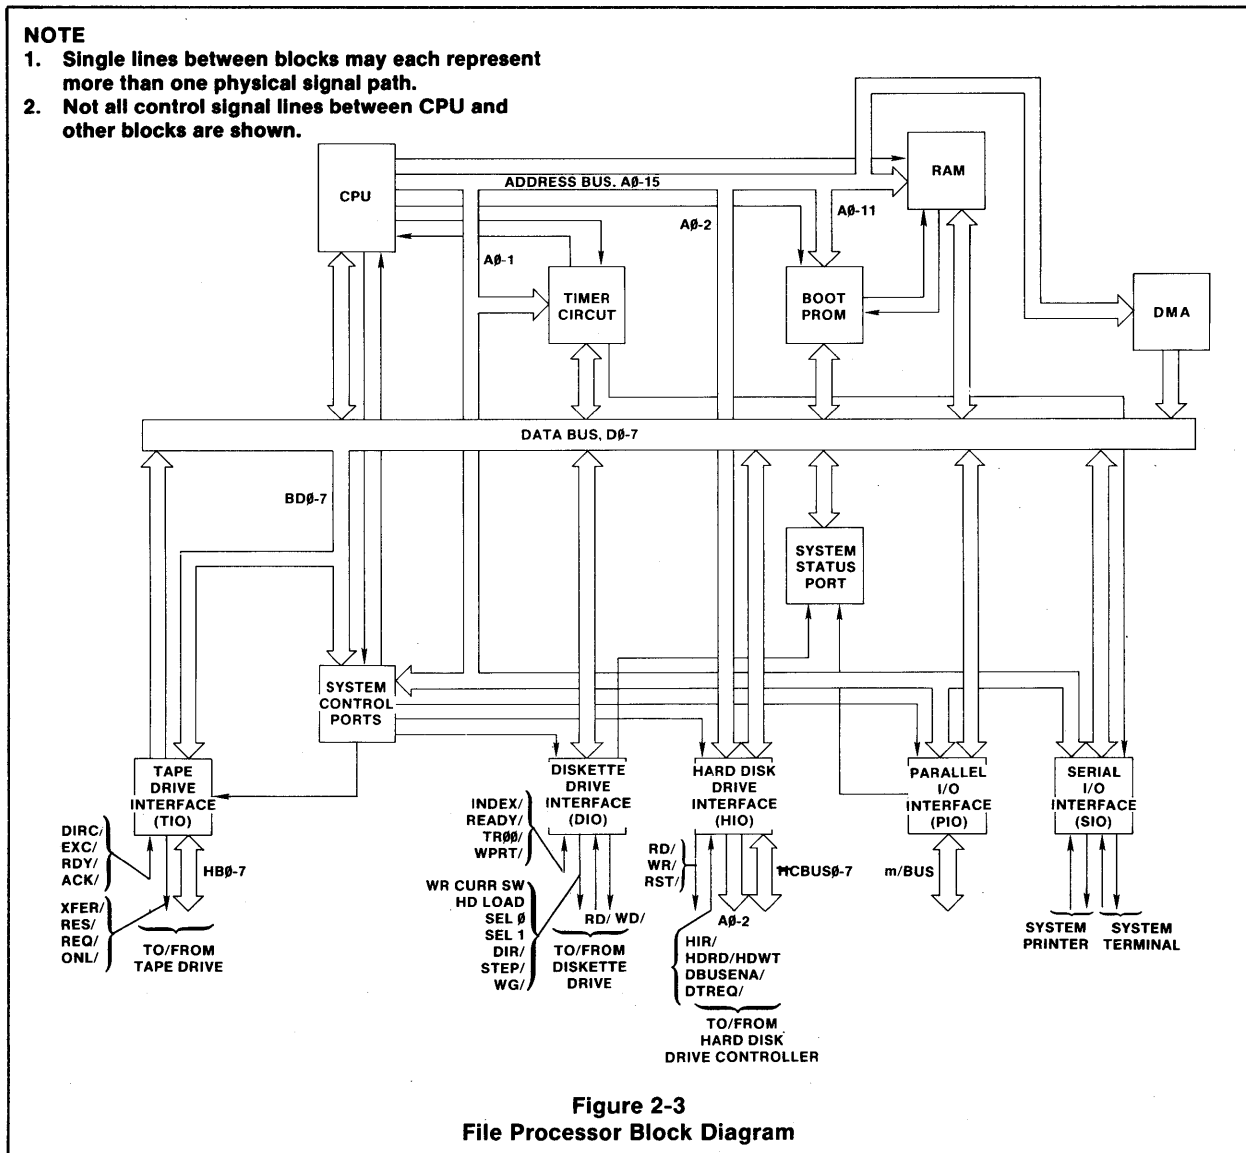 NOTE
1. Single lines between blocks may each represent
more than one physical signal path.
2. Not all control signal lines between CPU and
other blocks are shown.
CPU
ADDRESS BUS. AØ-15
RAM
AØ-2
AØ-11
AØ-1
TIMER
CIRCUT
BOOT
PROM
DMA
DATA BUS, DØ-7
BDØ-7
SYSTEM
STATUS
PORT
SYSTEM
CONTROL
PORTS
TAPE
DRIVE
INTERFACE
(TIO)
DISKETTE
DRIVE
INTERFACE
(DIO)
HARD DISK
DRIVE
INTERFACE
(HIO)
PARALLEL
I/O
INTERFACE
(PIO)
SERIAL
I/O
INTERFACE
(SIO)
DIRC/
EXC/
RDY/
ACK/
HBØ-7
XFER/
RES/
REQ/
ONL/
TO/FROM
TAPE DRIVE
INDEX/
READY/
TRØØ/
WPRT/
WR CURR SW
HD LOAD
SEL Ø
SEL 1
DIR/
STEP/
WG/
RD/ WD/
TO/FROM
DISKETTE
DRIVE
RD/
WR/
RST/
HCBUSØ-7
AØ-2
HIR/
HDRD/HDWT
DBUSENA/
DTREQ/
TO/FROM
HARD DISK
DRIVE CONTROLLER
m/BUS
SYSTEM
PRINTER
SYSTEM
TERMINAL
Figure 2-3
File Processor Block Diagram